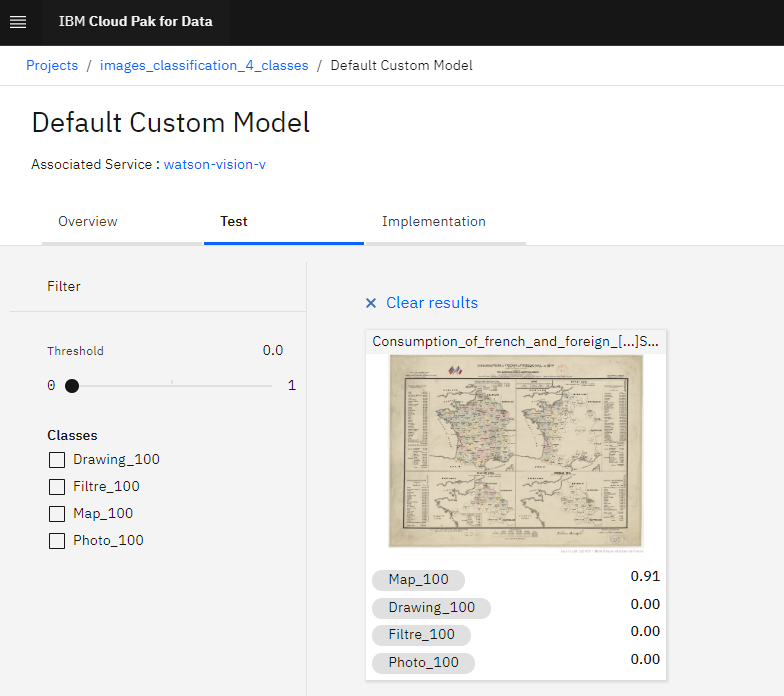 IBM Cloud Pak for Data
Projects / images_classification_4_classes / Default Custom Model
Default Custom Model
Associated Service : watson-vision-v
Overview Test Implementation
Filter
Threshold 0.0
0 1
Classes
Drawing_100
Filtre_100
Map_100
Photo_100
× Clear results
Consumption_of_french_and_foreign_[...]S...
Map_100 0.91
Drawing_100 0.00
Filtre_100 0.00
Photo_100 0.00